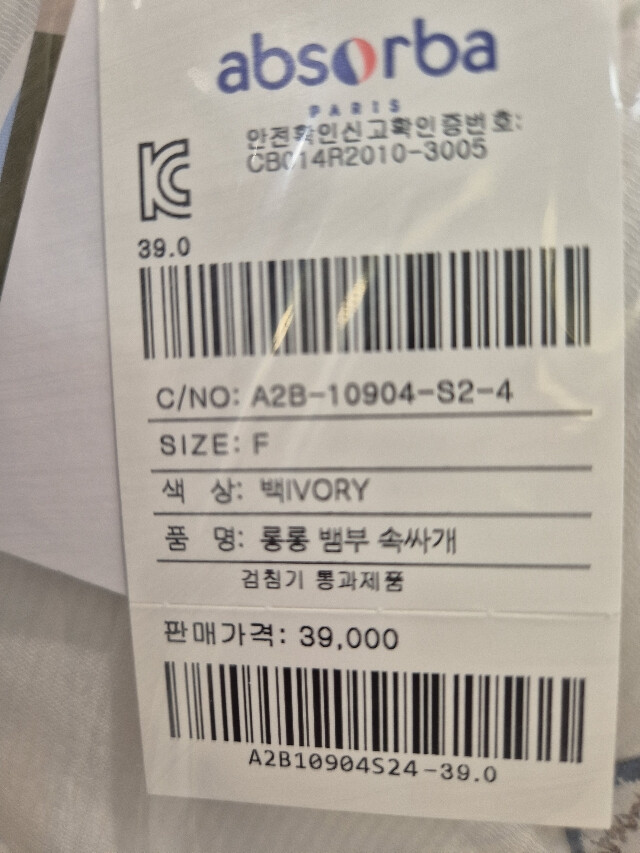 absorba
PARIS
안전확인신고확인증번호:
CB014R2010-3005
39.0
C/NO: A2B-10904-S2-4
SIZE: F
색 상: 백IVORY
품 명: 롱롱 뱀부 속싸개
검침기 통과제품
판매가격: 39,000
A2B10904S24-39.0